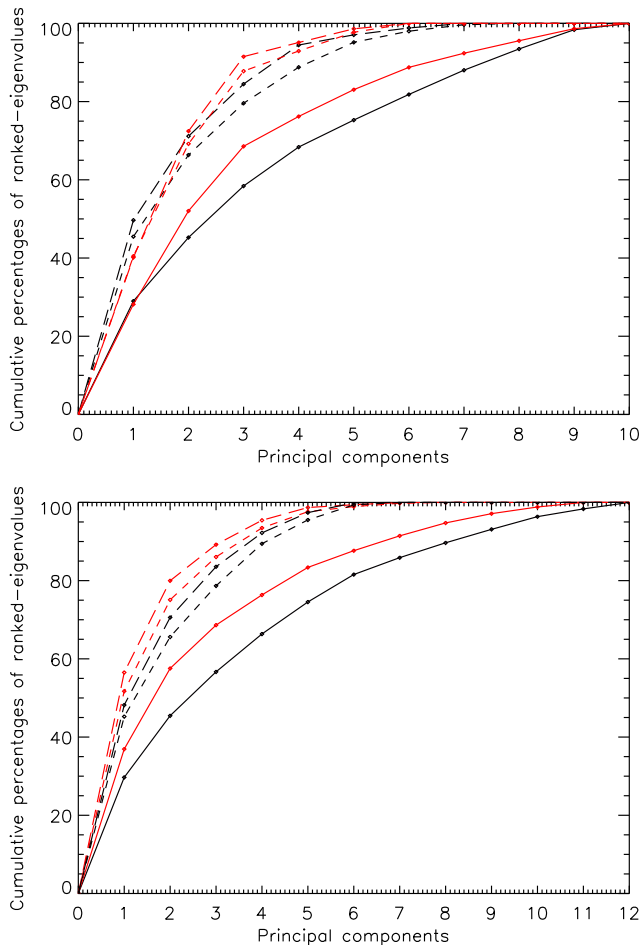 Cumulative percentages of ranked-eigenvalues
100
80
60
40
20
0
0 1 2 3 4 5 6 7 8 9 10
Principal components
Cumulative percentages of ranked-eigenvalues
100
80
60
40
20
0
0 1 2 3 4 5 6 7 8 9 10 11 12
Principal components